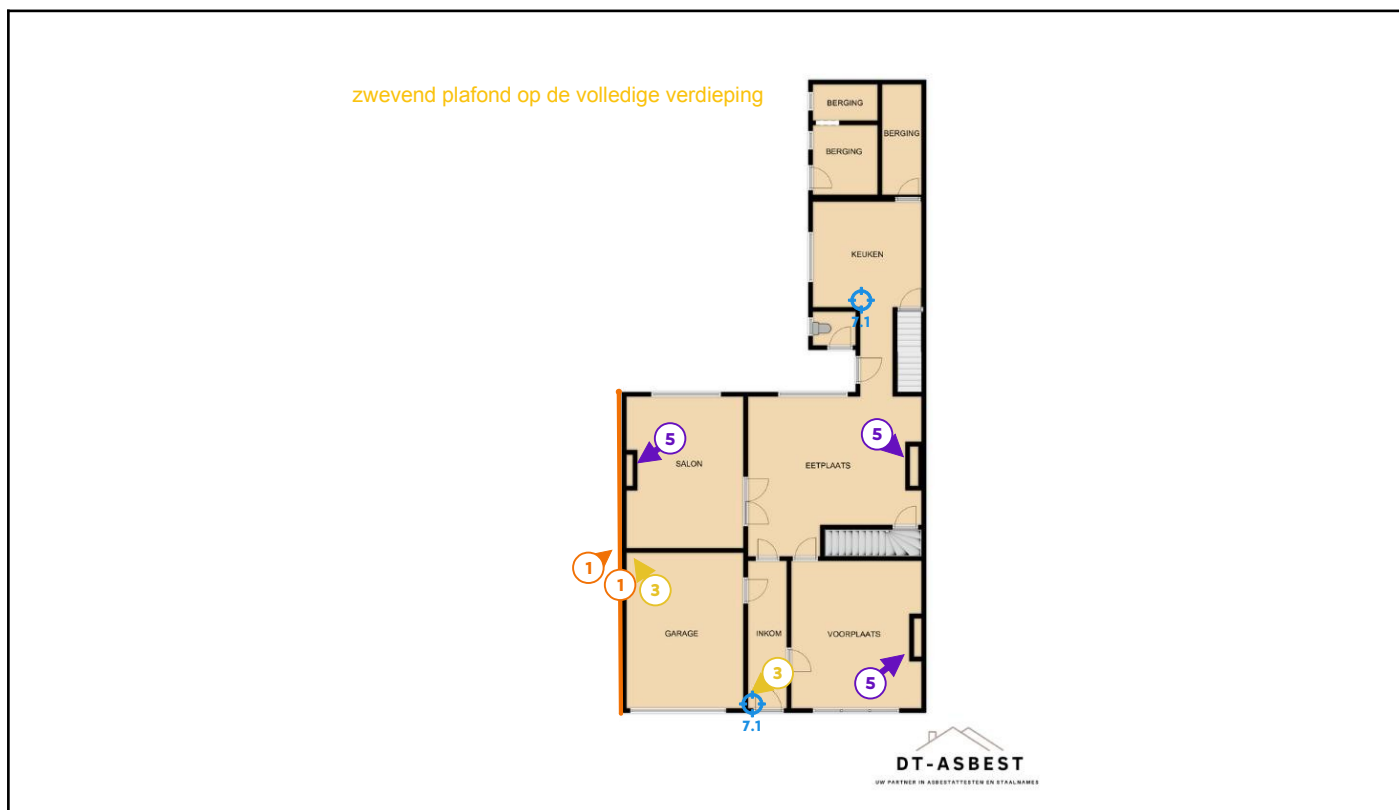 zwevend plafond op de volledige verdieping
BERGING
BERGING
BERGING
KEUKEN
7.1
5
5
SALON
EETPLAATS
1
1
3
GARAGE
INKOM
VOORPLAATS
3
5
7.1
DT-ASBEST
UW PARTNER IN ASBESTATTESTEN EN STAALNAMES